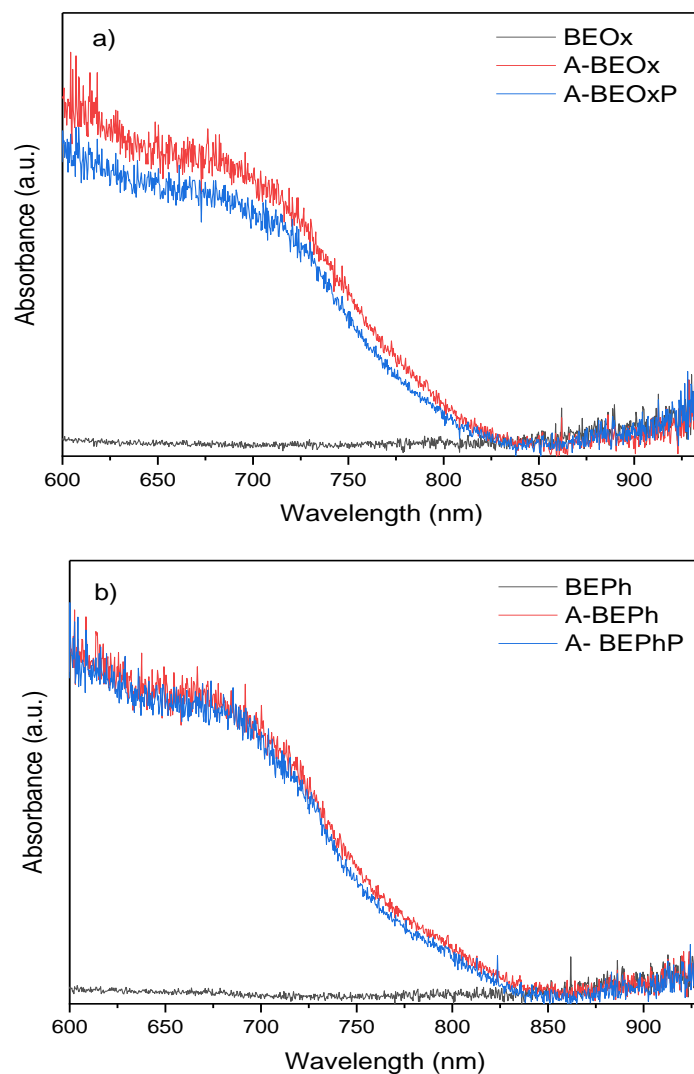 a)
BEOx
A-BEOx
A-BEOxP
Absorbance (a.u.)
600 650 700 750 800 850 900
Wavelength (nm)
b)
BEPh
A-BEPh
A- BEPhP
Absorbance (a.u.)
600 650 700 750 800 850 900
Wavelength (nm)